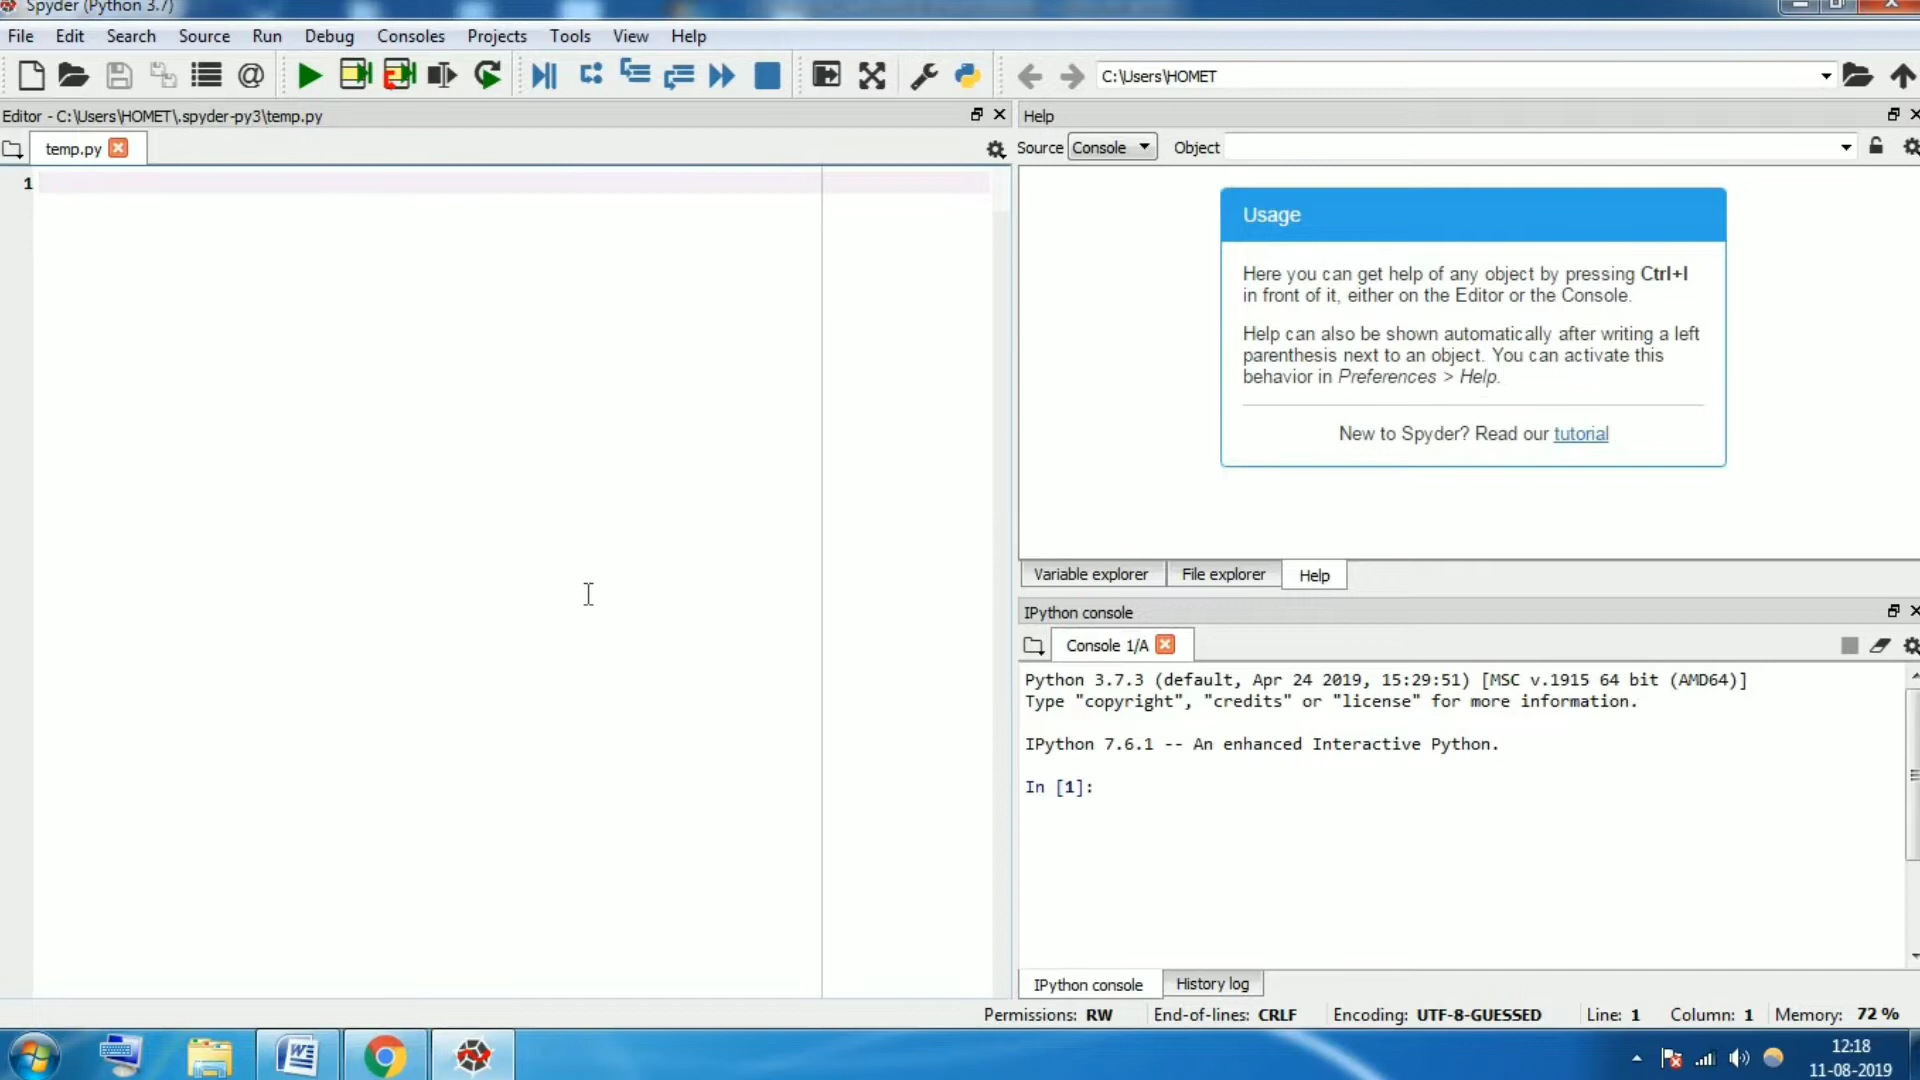 Spyder (Python 3.7)
File Edit Search Source Run Debug Consoles Projects Tools View Help
@
C:\Users\HOMET
Editor - C:\Users\HOMET\.spyder-py3\temp.py
temp.py
1
Help
Source Console Object
Usage
Here you can get help of any object by pressing Ctrl+I
in front of it, either on the Editor or the Console.
Help can also be shown automatically after writing a left
parenthesis next to an object. You can activate this
behavior in Preferences > Help.
New to Spyder? Read our tutorial
Variable explorer File explorer Help
IPython console
Console 1/A
Python 3.7.3 (default, Apr 24 2019, 15:29:51) [MSC v.1915 64 bit (AMD64)]
Type "copyright", "credits" or "license" for more information.
IPython 7.6.1 -- An enhanced Interactive Python.
In [1]:
IPython console History log
Permissions: RW End-of-lines: CRLF Encoding: UTF-8-GUESSED Line: 1 Column: 1 Memory: 72 %
12:18
11-08-2019